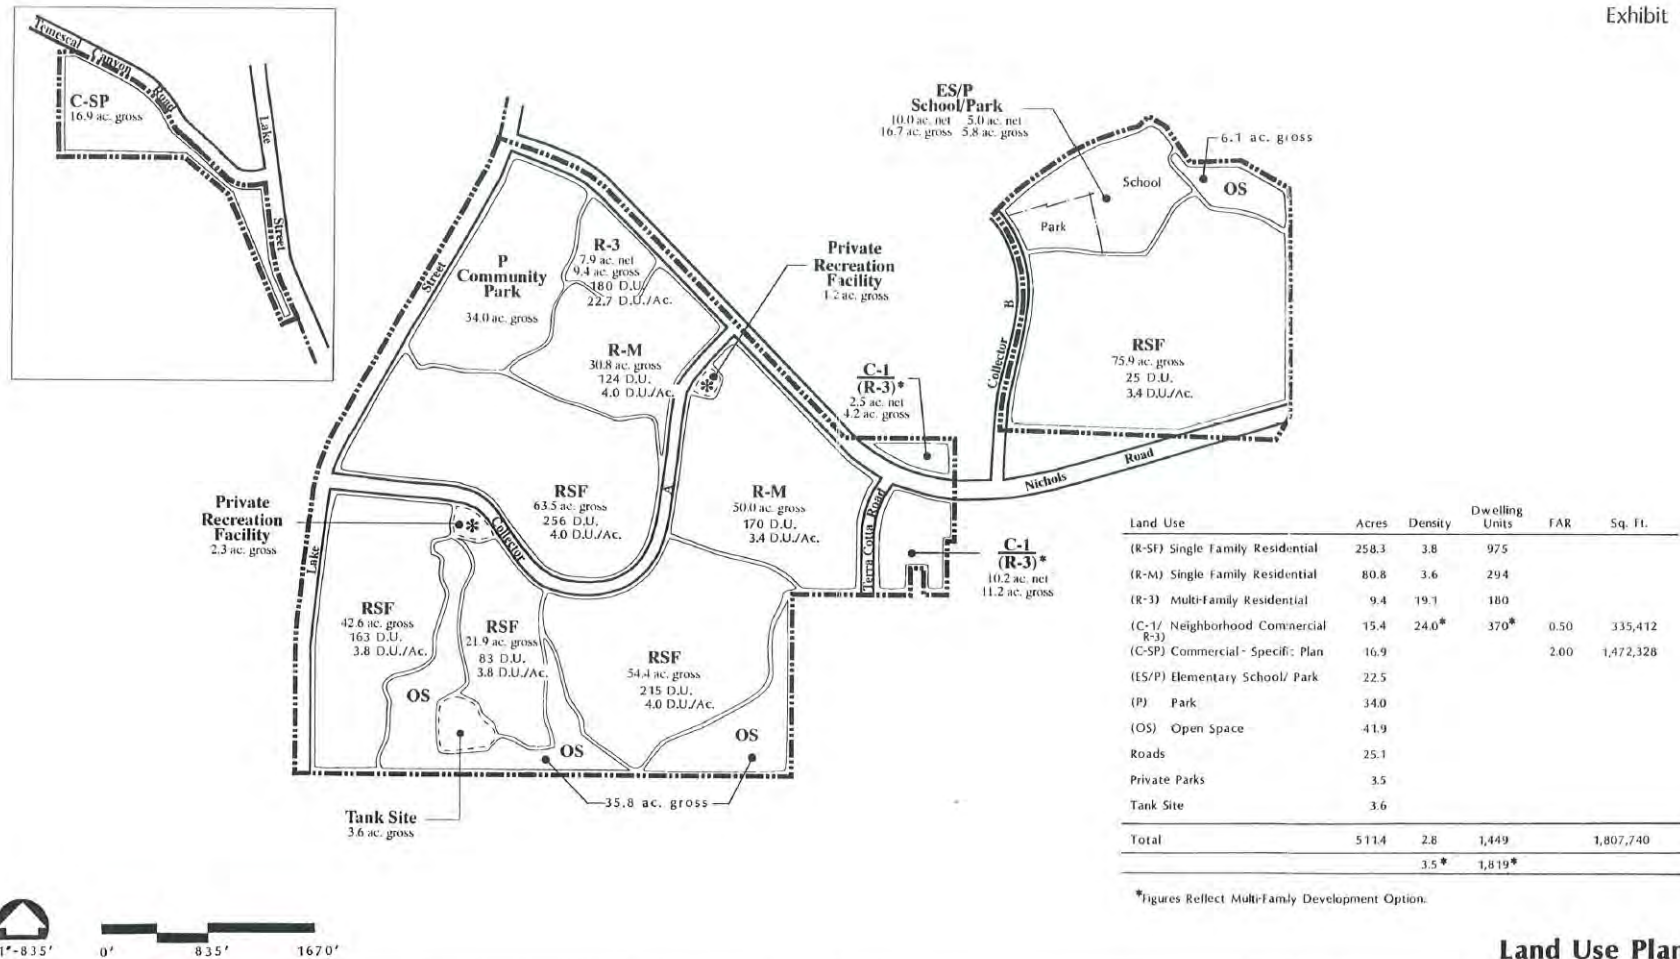 Exhibit
Temescal Canyon Road
Lake
Street
C-SP
16.9 ac. gross
ES/P
School/Park
10.0 ac. net 5.0 ac. net
16.7 ac. gross 5.8 ac. gross
6.1 ac. gross
School
OS
Park
Street
P
Community
Park
34.0 ac. gross
R-3
7.9 ac. net
9.4 ac. gross
180 D.U.
22.7 D.U./Ac.
Private
Recreation
Facility
1.2 ac. gross
R-M
30.8 ac. gross
124 D.U.
4.0 D.U./Ac.
*
C-1
(R-3)*
2.5 ac. net
4.2 ac. gross
Collector B
RSF
75.9 ac. gross
25 D.U.
3.4 D.U./Ac.
Nichols Road
Private
Recreation
Facility
2.3 ac. gross
*
Collector
A
RSF
63.5 ac. gross
256 D.U.
4.0 D.U./Ac.
R-M
50.0 ac. gross
170 D.U.
3.4 D.U./Ac.
Terra Cotta Road
C-1
(R-3)*
10.2 ac. net
11.2 ac. gross
Lake
RSF
42.6 ac. gross
163 D.U.
3.8 D.U./Ac.
RSF
21.9 ac. gross
83 D.U.
3.8 D.U./Ac.
RSF
54.4 ac. gross
215 D.U.
4.0 D.U./Ac.
OS
OS
OS
35.8 ac. gross
Tank Site
3.6 ac. gross
Land Use Acres Density Dwelling Units FAR Sq. Ft.
(R-SF) Single Family Residential 258.3 3.8 975
(R-M) Single Family Residential 80.8 3.6 294
(R-3) Multi-Family Residential 9.4 19.1 180
(C-1/ R-3) Neighborhood Commercial 15.4 24.0* 370* 0.50 335,412
(C-SP) Commercial - Specific Plan 16.9 2.00 1,472,328
(ES/P) Elementary School/ Park 22.5
(P) Park 34.0
(OS) Open Space 41.9
Roads 25.1
Private Parks 3.5
Tank Site 3.6
Total 511.4 2.8 1,449 1,807,740
3.5* 1,819*
*Figures Reflect Multi-Family Development Option.
1"-835'
0' 835' 1670'
Land Use Plan